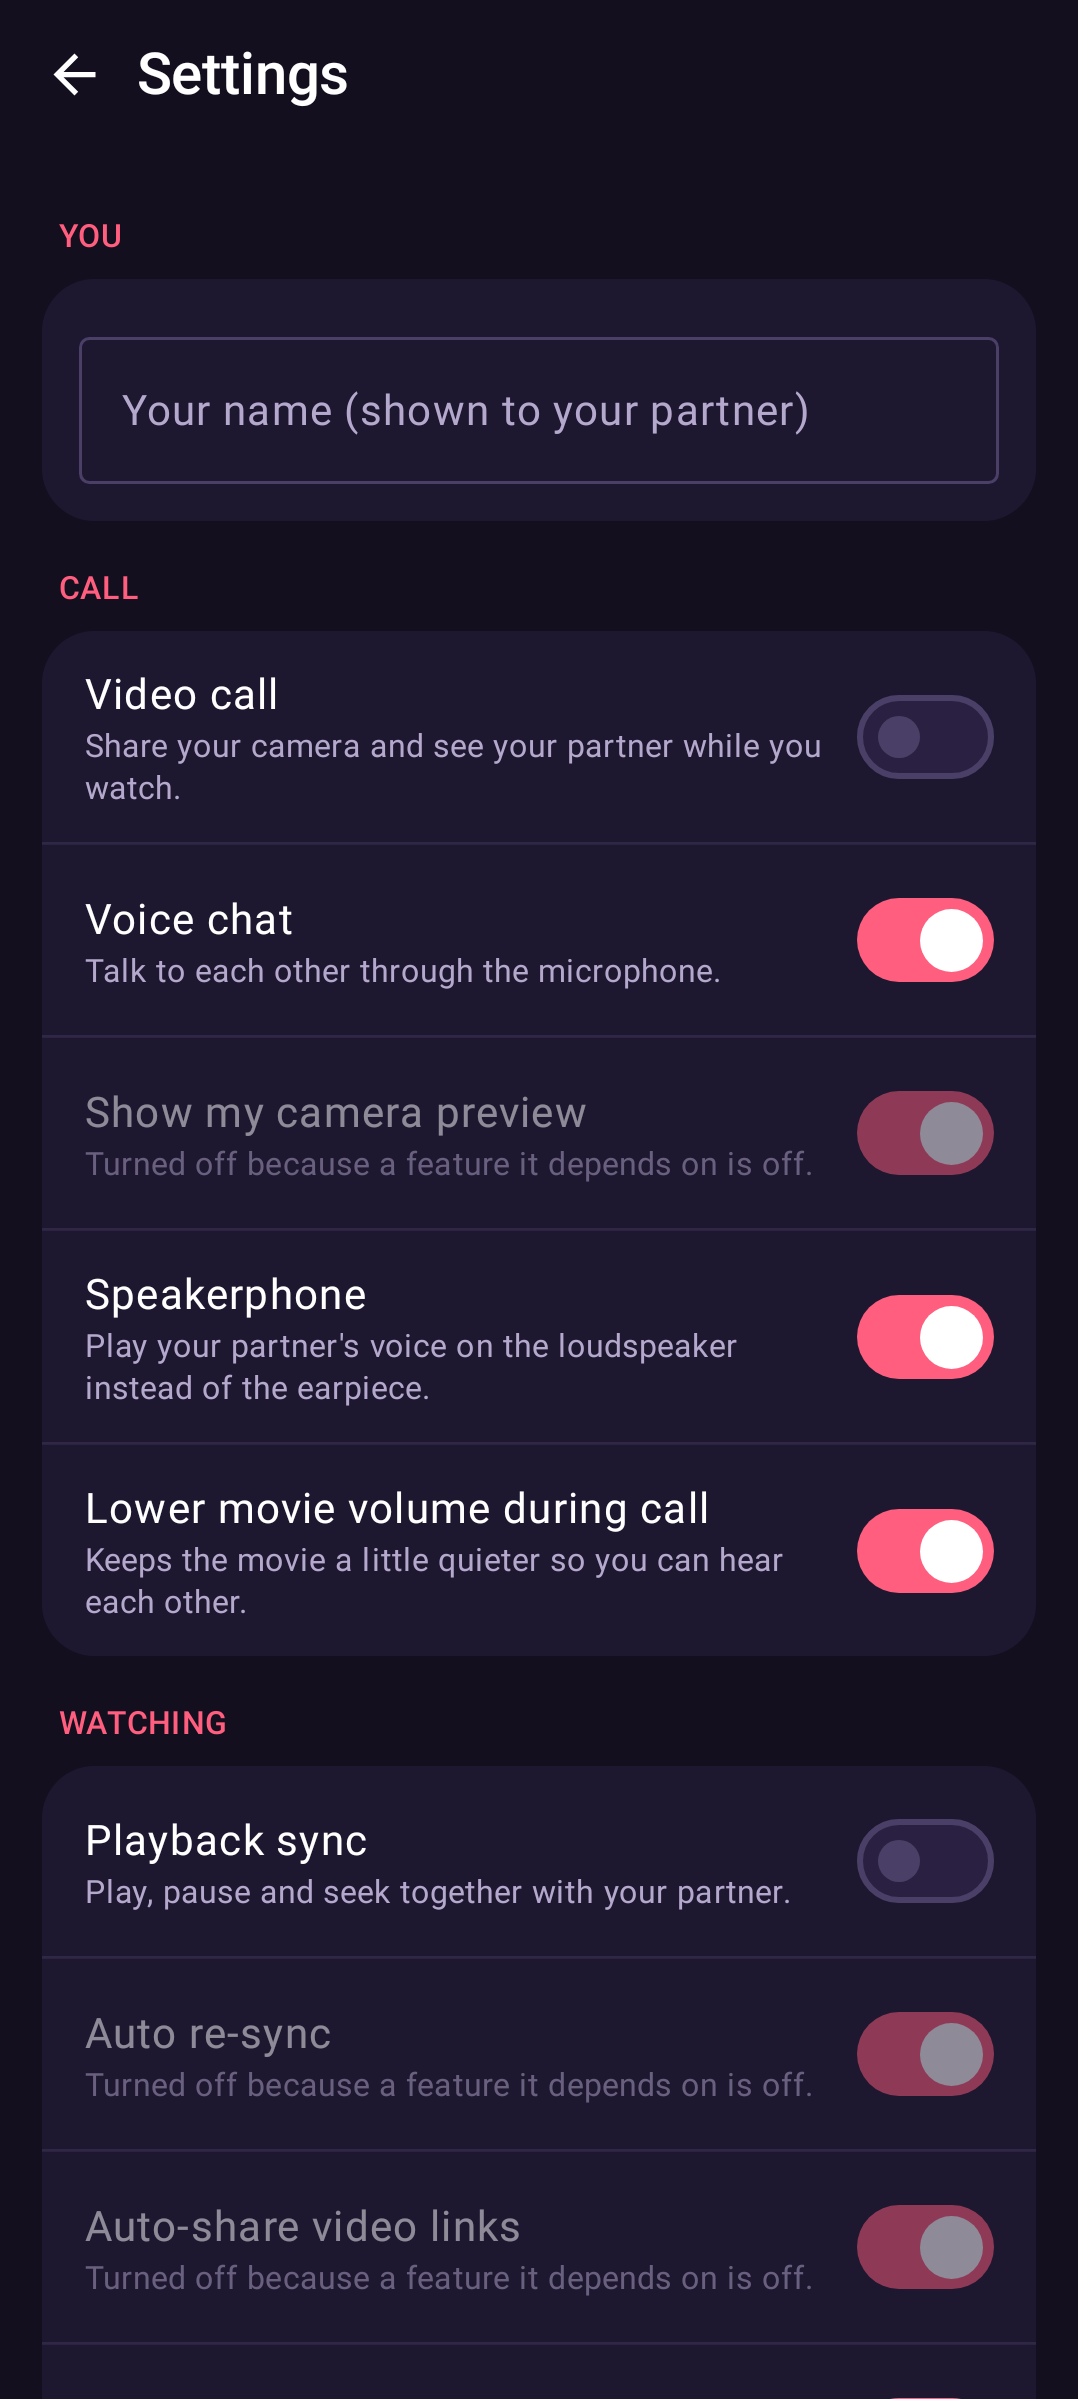 Settings
YOU
Your name (shown to your partner)
CALL
Video call
Share your camera and see your partner while you
watch.
Voice chat
Talk to each other through the microphone.
Show my camera preview
Turned off because a feature it depends on is off.
Speakerphone
Play your partner's voice on the loudspeaker
instead of the earpiece.
Lower movie volume during call
Keeps the movie a little quieter so you can hear
each other.
WATCHING
Playback sync
Play, pause and seek together with your partner.
Auto re-sync
Turned off because a feature it depends on is off.
Auto-share video links
Turned off because a feature it depends on is off.